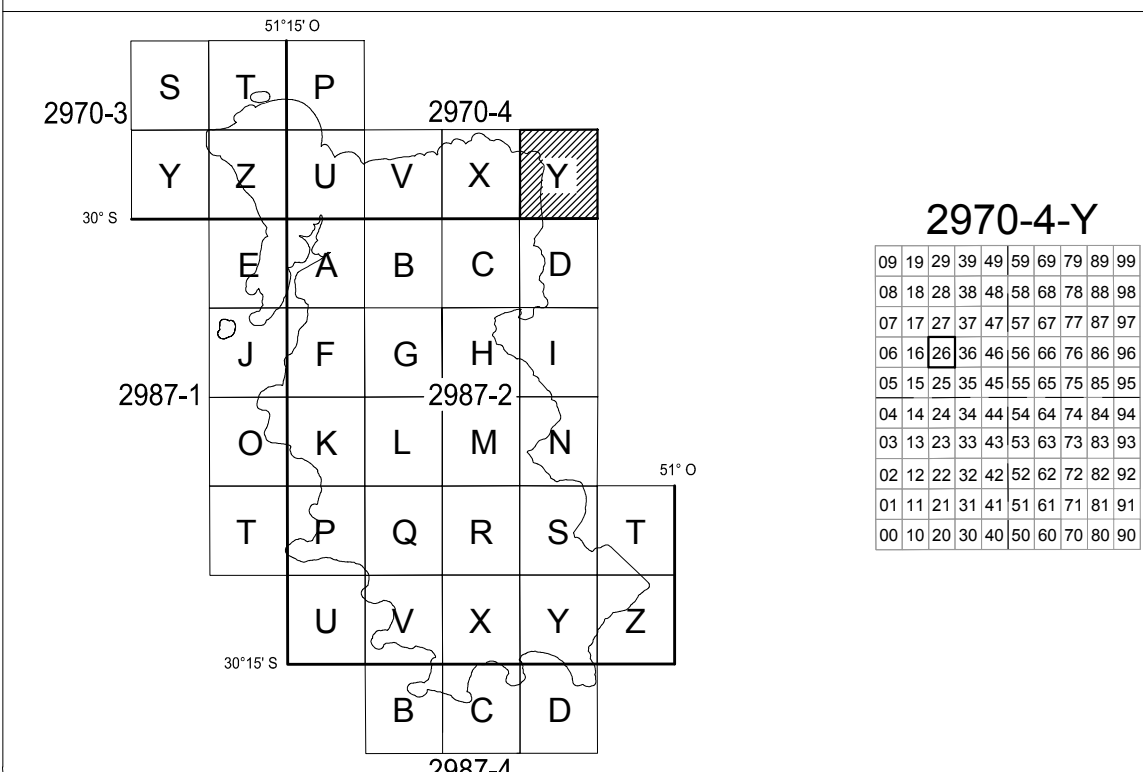 51°15' O
S T P
2970-3
2970-4
Y Z U V X Y
30° S
E A B C D
J F G H I
2987-1
2987-2
O K L M N
51° O
T P Q R S T
U V X Y Z
30°15' S
B C D
2987-4
2970-4-Y
09 19 29 39 49 59 69 79 89 99
08 18 28 38 48 58 68 78 88 98
07 17 27 37 47 57 67 77 87 97
06 16 26 36 46 56 66 76 86 96
05 15 25 35 45 55 65 75 85 95
04 14 24 34 44 54 64 74 84 94
03 13 23 33 43 53 63 73 83 93
02 12 22 32 42 52 62 72 82 92
01 11 21 31 41 51 61 71 81 91
00 10 20 30 40 50 60 70 80 90